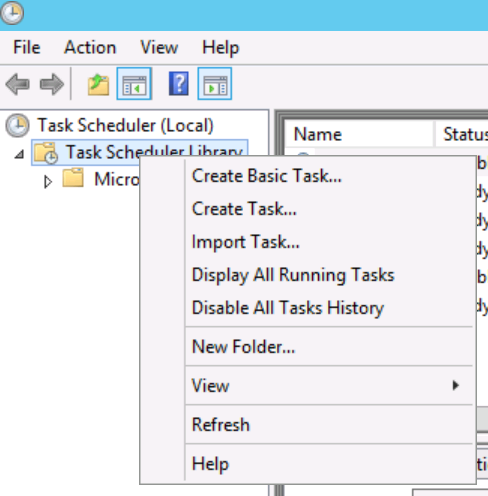 File Action View Help
Task Scheduler (Local)
Task Scheduler Library
Name Status
Create Basic Task...
Create Task...
Import Task...
Display All Running Tasks
Disable All Tasks History
New Folder...
View
Refresh
Help